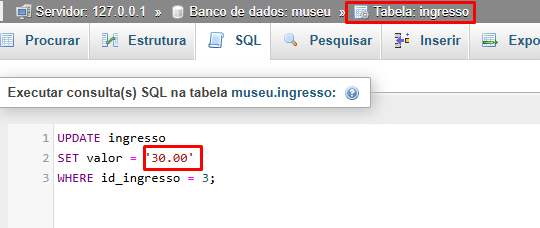 Servidor: 127.0.0.1 » Banco de dados: museu » Tabela: ingresso
Procurar Estrutura SQL Pesquisar Inserir Expo
Executar consulta(s) SQL na tabela museu.ingresso:
1 UPDATE ingresso
2 SET valor = '30.00'
3 WHERE id_ingresso = 3;